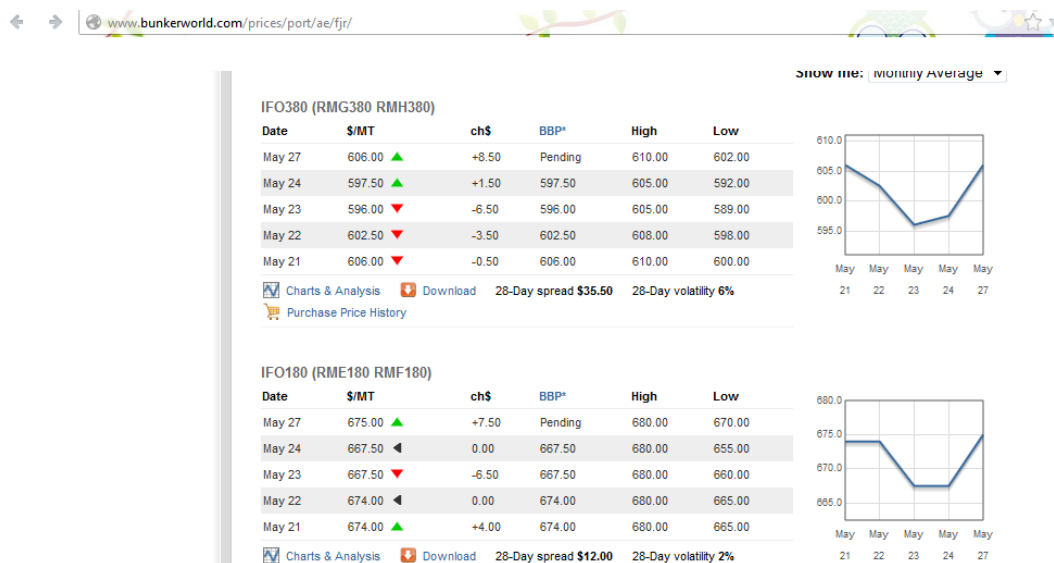 www.bunkerworld.com/prices/port/ae/fjr/
Show me: Monthly Average
IFO380 (RMG380 RMH380)
Date $/MT ch$ BBP* High Low
May 27 606.00 +8.50 Pending 610.00 602.00
May 24 597.50 +1.50 597.50 605.00 592.00
May 23 596.00 -6.50 596.00 605.00 589.00
May 22 602.50 -3.50 602.50 608.00 598.00
May 21 606.00 -0.50 606.00 610.00 600.00
Charts & Analysis Download 28-Day spread $35.50 28-Day volatility 6%
Purchase Price History
610.0
605.0
600.0
595.0
May May May May May
21 22 23 24 27
IFO180 (RME180 RMF180)
Date $/MT ch$ BBP* High Low
May 27 675.00 +7.50 Pending 680.00 670.00
May 24 667.50 0.00 667.50 680.00 655.00
May 23 667.50 -6.50 667.50 680.00 660.00
May 22 674.00 0.00 674.00 680.00 665.00
May 21 674.00 +4.00 674.00 680.00 665.00
Charts & Analysis Download 28-Day spread $12.00 28-Day volatility 2%
680.0
675.0
670.0
665.0
May May May May May
21 22 23 24 27